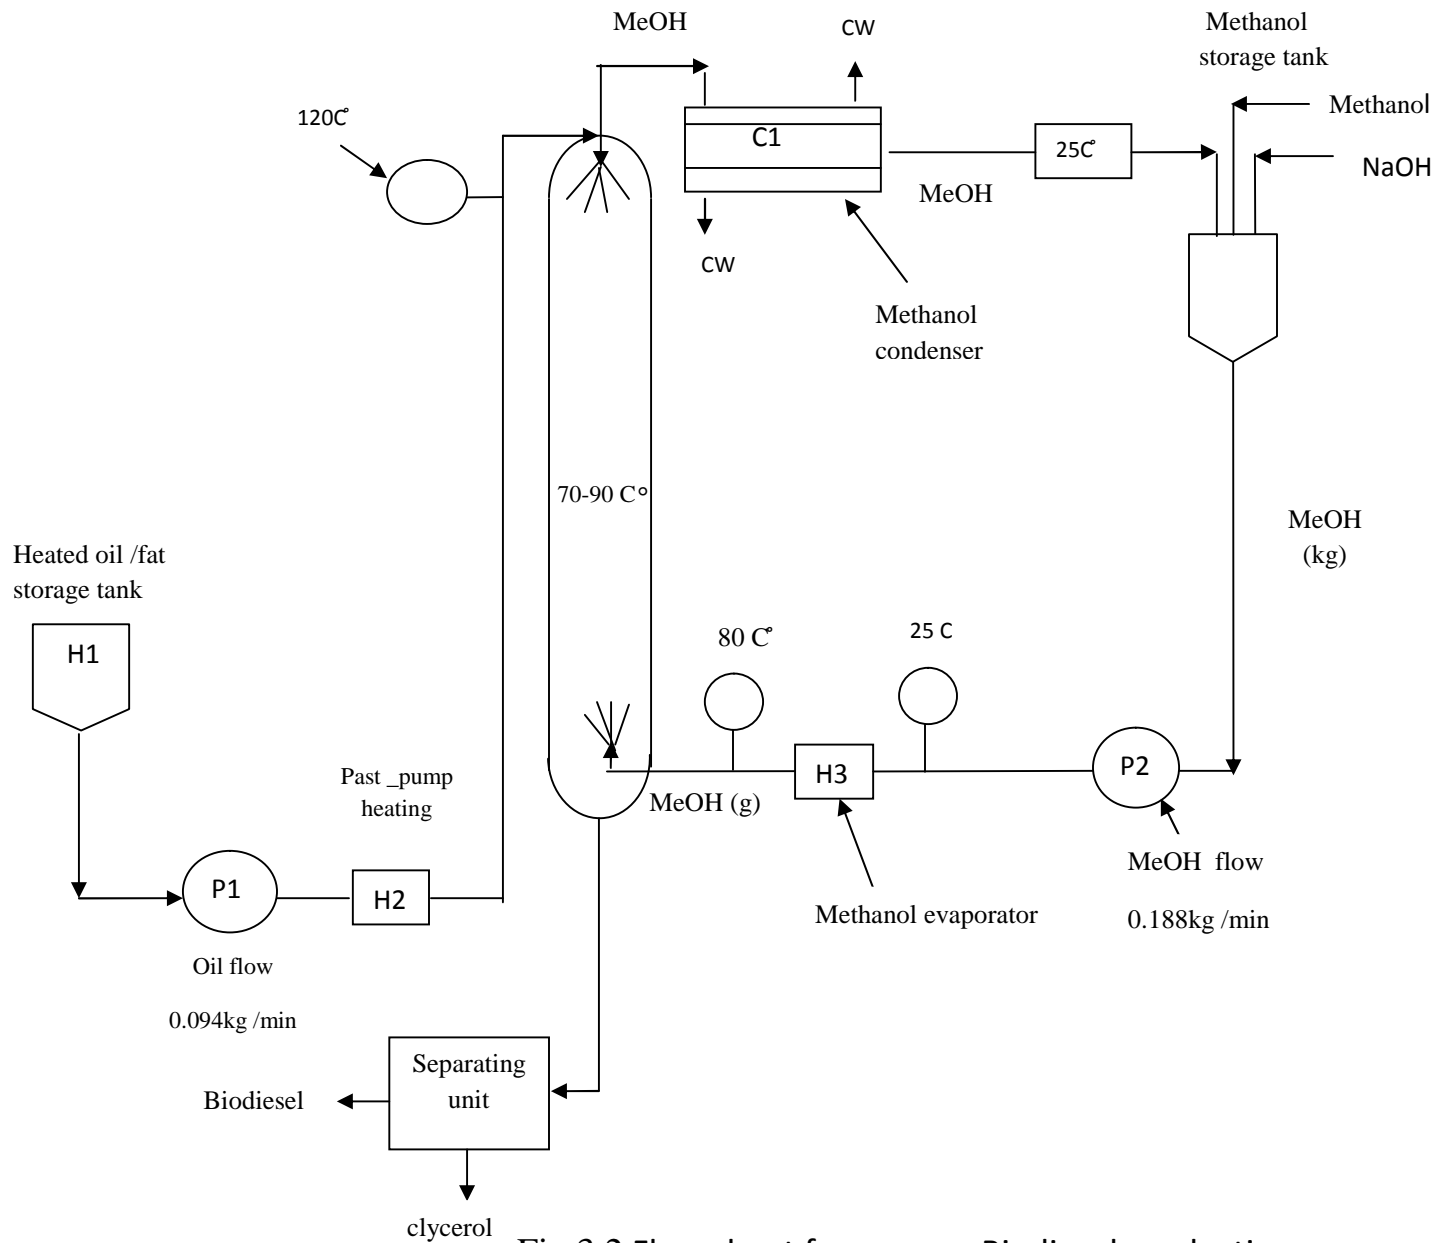 MeOH
CW
Methanol
storage tank
Methanol
120C°
C1
25C°
NaOH
MeOH
CW
Methanol
condenser
70-90 C°
MeOH
(kg)
Heated oil /fat
storage tank
H1
80 C°
25 C
Past _pump
heating
MeOH (g)
H3
P2
MeOH flow
0.188kg /min
Methanol evaporator
P1
H2
Oil flow
0.094kg /min
Separating
unit
Biodiesel
clycerol